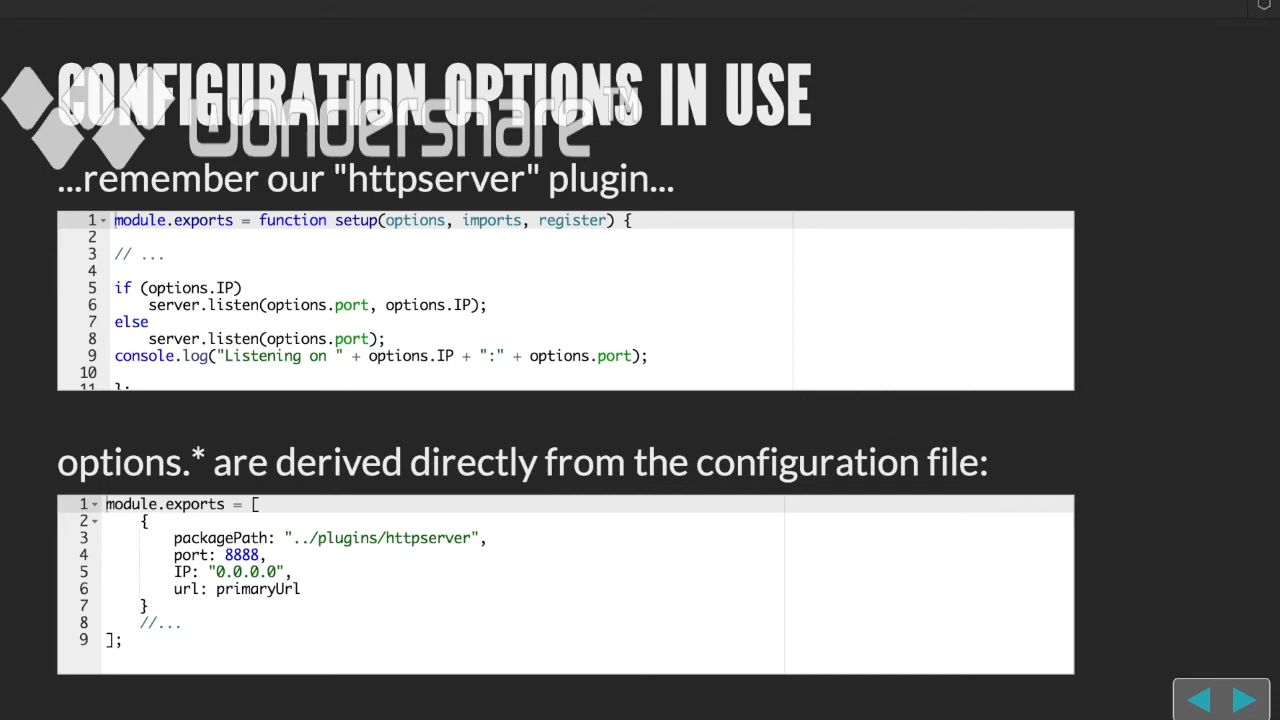 CONFIGURATION OPTIONS IN USE
wondershare™
...remember our "httpserver" plugin...
1 module.exports = function setup(options, imports, register) {
2
3 // ...
4
5 if (options.IP)
6 server.listen(options.port, options.IP);
7 else
8 server.listen(options.port);
9 console.log("Listening on " + options.IP + ":" + options.port);
10
11 };
options.* are derived directly from the configuration file:
1 module.exports = [
2 {
3 packagePath: "../plugins/httpserver",
4 port: 8888,
5 IP: "0.0.0.0",
6 url: primaryUrl
7 }
8 //...
9 ];